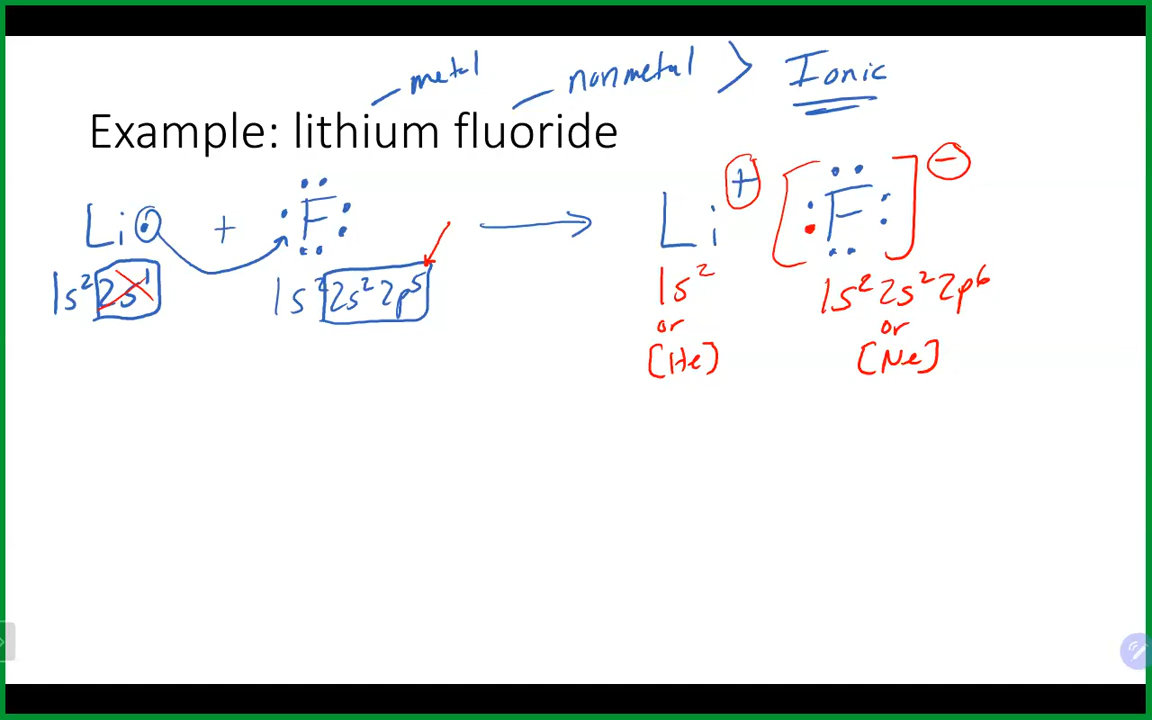 metal nonmetal > Ionic
Example: lithium fluoride
Li + F → Li + [F] −
1s² 2s¹ 1s² 2s² 2p⁵ 1s² 1s² 2s² 2p⁶
or or
[He] [Ne]